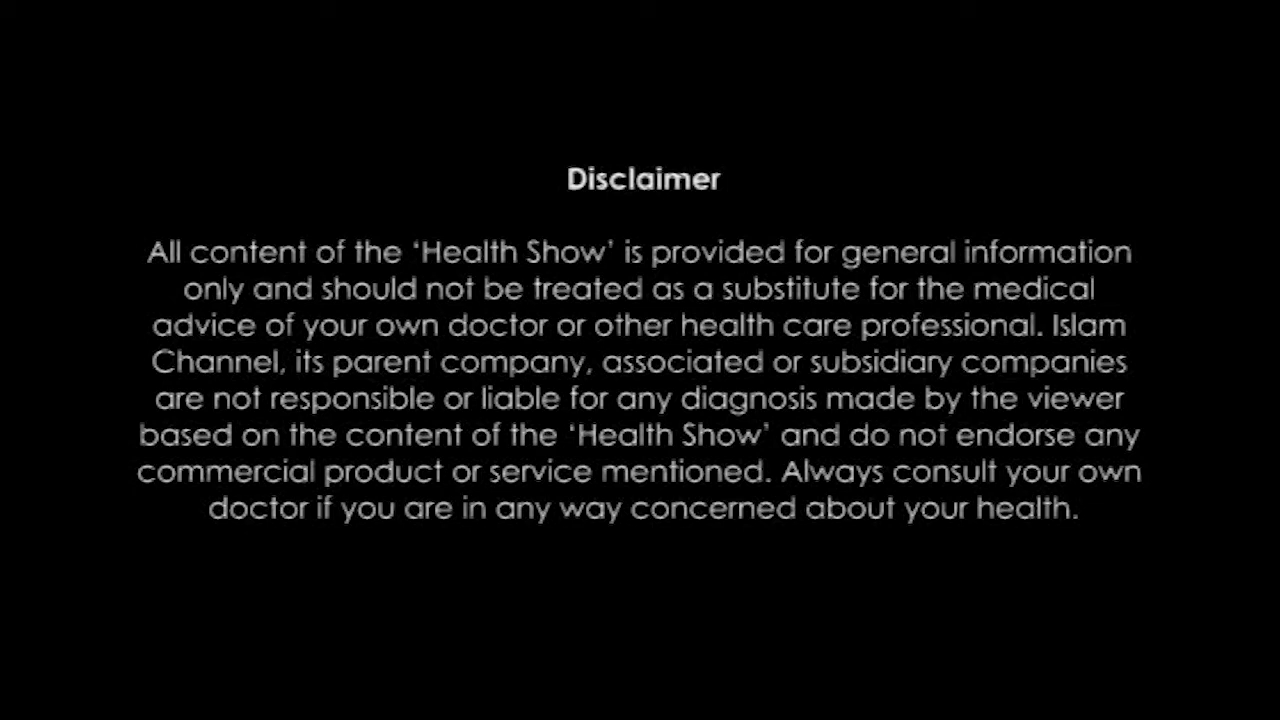 Disclaimer
All content of the ‘Health Show’ is provided for general information
only and should not be treated as a substitute for the medical
advice of your own doctor or other health care professional. Islam
Channel, its parent company, associated or subsidiary companies
are not responsible or liable for any diagnosis made by the viewer
based on the content of the ‘Health Show’ and do not endorse any
commercial product or service mentioned. Always consult your own
doctor if you are in any way concerned about your health.